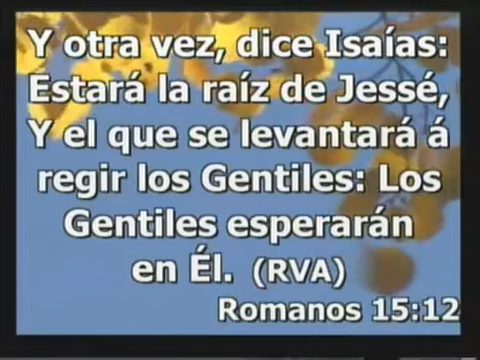 Y otra vez, dice Isaías:
Estará la raíz de Jessé,
Y el que se levantará á
regir los Gentiles: Los
Gentiles esperarán
en Él. (RVA)
Romanos 15:12